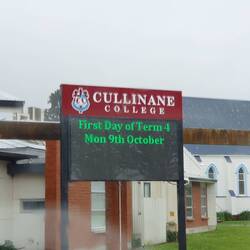 CULLINANE
COLLEGE
First Day of Term 4
Mon 9th October